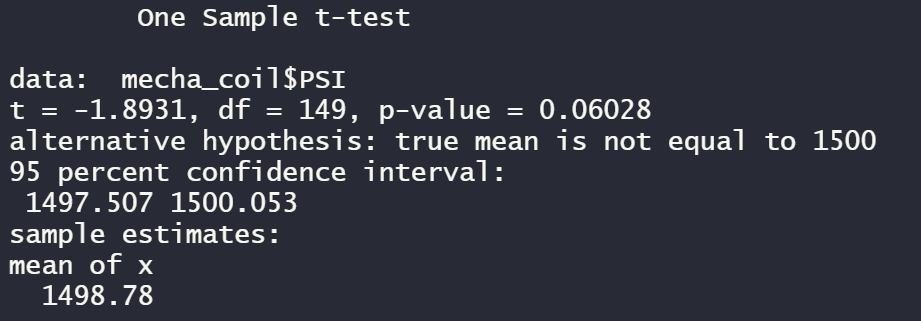 One Sample t-test
data:  mecha_coil$PSI
t = -1.8931, df = 149, p-value = 0.06028
alternative hypothesis: true mean is not equal to 1500
95 percent confidence interval:
1497.507 1500.053
sample estimates:
mean of x
1498.78